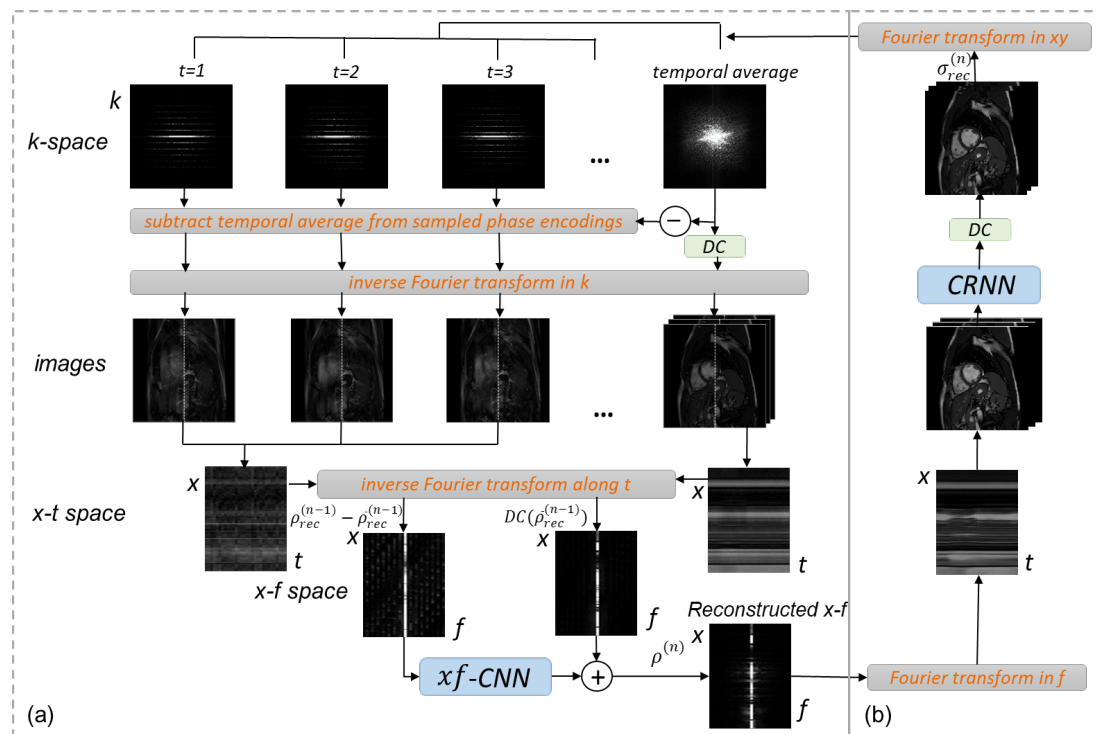 Fourier transform in xy
t=1
t=2
t=3
temporal average
σ_rec^(n)
k
k-space
...
subtract temporal average from sampled phase encodings
−
DC
DC
inverse Fourier transform in k
CRNN
images
...
x
inverse Fourier transform along t
x
x
x-t space
ρ_rec^(n-1) − ρ̄_rec^(n-1)
DC(ρ̄_rec^(n-1))
x
x
t
t
t
x-f space
f
f
Reconstructed x-f
x
ρ^(n)
xf-CNN
+
Fourier transform in f
f
(a)
(b)